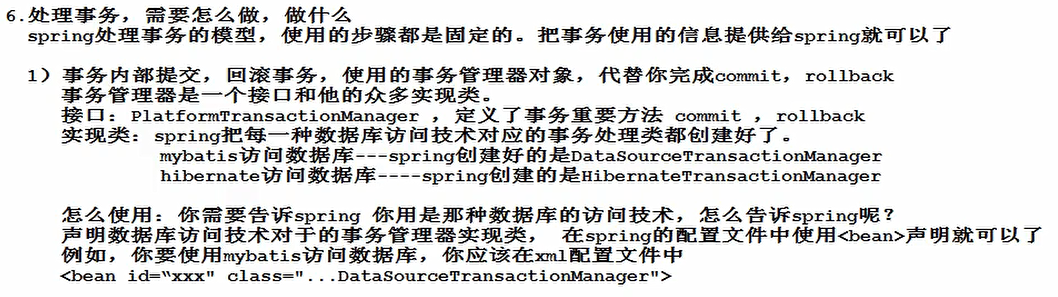 6.处理事务，需要怎么做，做什么
spring处理事务的模型，使用的步骤都是固定的。把事务使用的信息提供给spring就可以了
1）事务内部提交，回滚事务，使用的事务管理器对象，代替你完成commit，rollback
事务管理器是一个接口和他的众多实现类。
接口：PlatformTransactionManager ，定义了事务重要方法 commit ，rollback
实现类：spring把每一种数据库访问技术对应的事务处理类都创建好了。
mybatis访问数据库---spring创建好的是DataSourceTransactionManager
hibernate访问数据库----spring创建的是HibernateTransactionManager
怎么使用：你需要告诉spring 你用是那种数据库的访问技术，怎么告诉spring呢？
声明数据库访问技术对于的事务管理器实现类， 在spring的配置文件中使用<bean>声明就可以了
例如，你要使用mybatis访问数据库，你应该在xml配置文件中
<bean id=“xxx" class="...DataSourceTransactionManager">